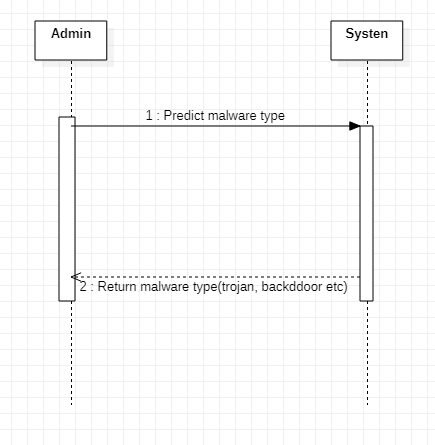 Admin
Systen
1 : Predict malware type
2 : Return malware type(trojan, backddoor etc)